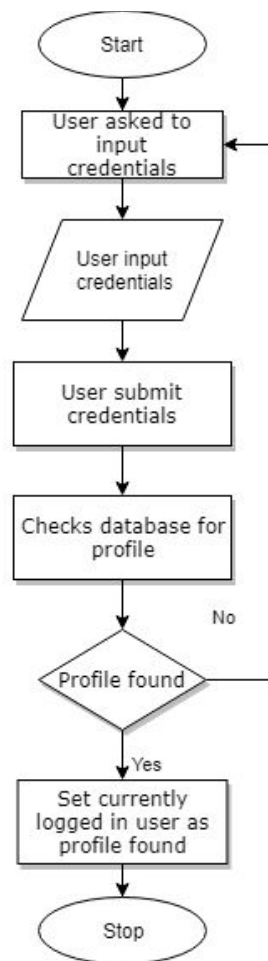 Start
User asked to
input
credentials
User input
credentials
User submit
credentials
Checks database for
profile
No
Profile found
Yes
Set currently
logged in user as
profile found
Stop